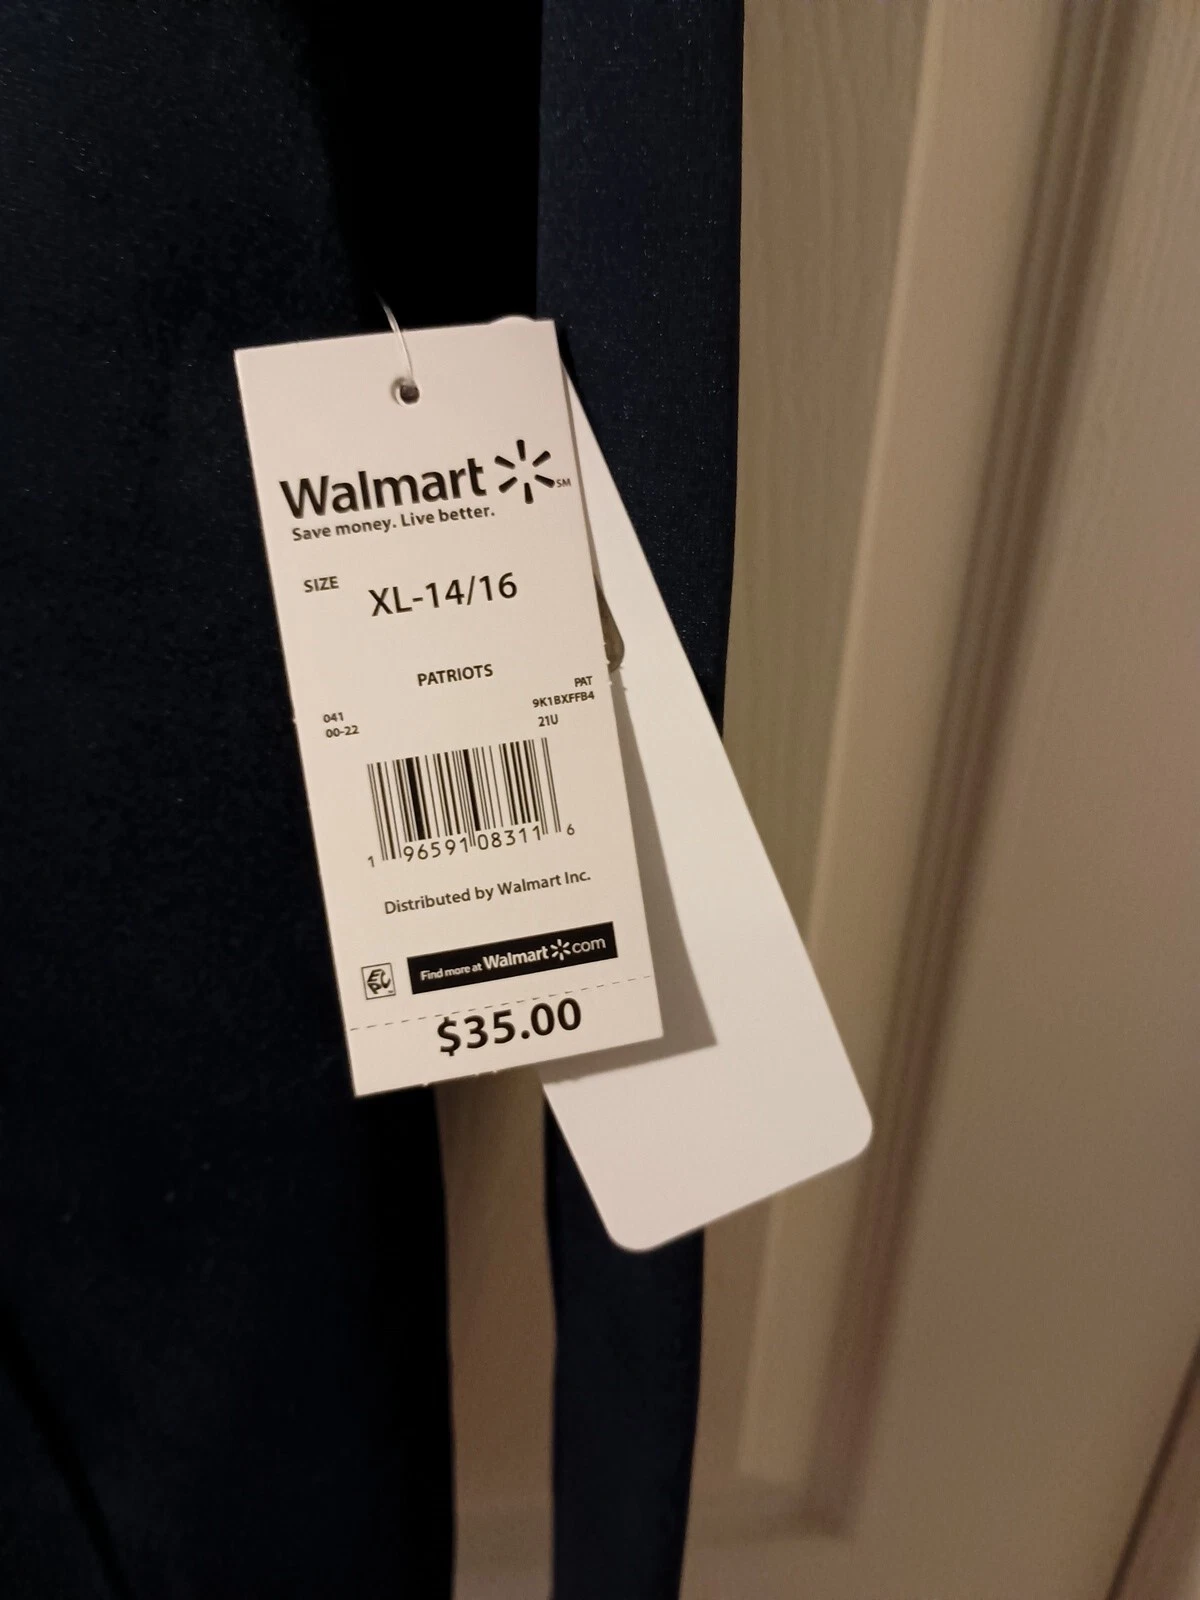 Walmart SM
Save money. Live better.
SIZE XL-14/16
PATRIOTS
041
00-22
PAT
9K1BXFFB4
21U
1 96591 08311 6
Distributed by Walmart Inc.
EPC
Find more at Walmart com
$35.00